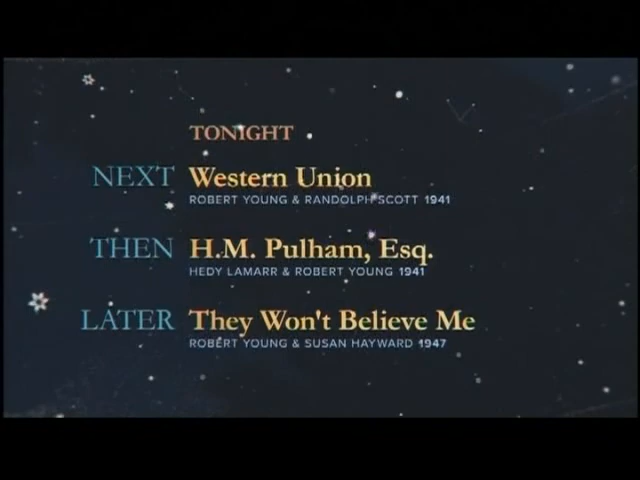 TONIGHT
NEXT Western Union
ROBERT YOUNG & RANDOLPH SCOTT 1941
THEN H.M. Pulham, Esq.
HEDY LAMARR & ROBERT YOUNG 1941
LATER They Won't Believe Me
ROBERT YOUNG & SUSAN HAYWARD 1947